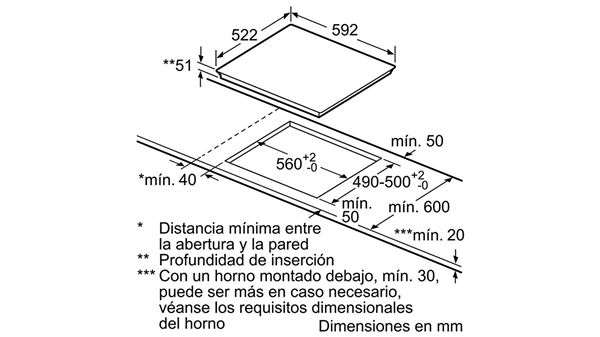 522
592
**51
mín. 50
560+2-0
*mín. 40
490-500+2-0
mín. 50
mín. 600
***mín. 20
* Distancia mínima entre
la abertura y la pared
** Profundidad de inserción
*** Con un horno montado debajo, mín. 30,
puede ser más en caso necesario,
véanse los requisitos dimensionales
del horno
Dimensiones en mm